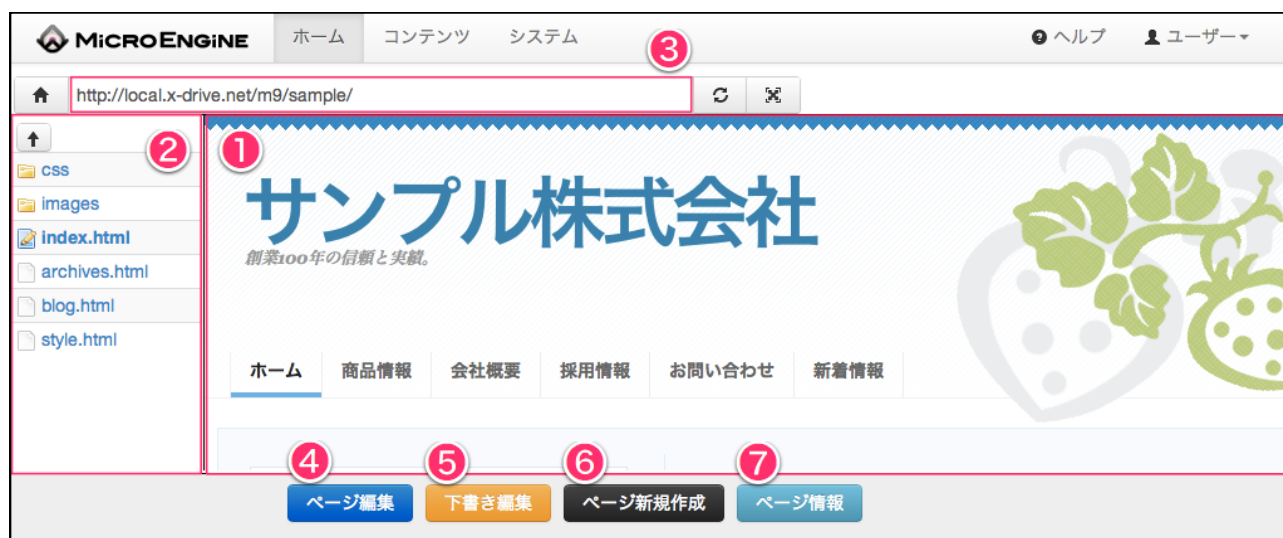 MiCROENGiNE ホーム コンテンツ システム ヘルプ ユーザー
3
http://local.x-drive.net/m9/sample/
2
1
css
images
index.html
archives.html
blog.html
style.html
サンプル株式会社
創業100年の信頼と実績。
ホーム 商品情報 会社概要 採用情報 お問い合わせ 新着情報
4 5 6 7
ページ編集 下書き編集 ページ新規作成 ページ情報